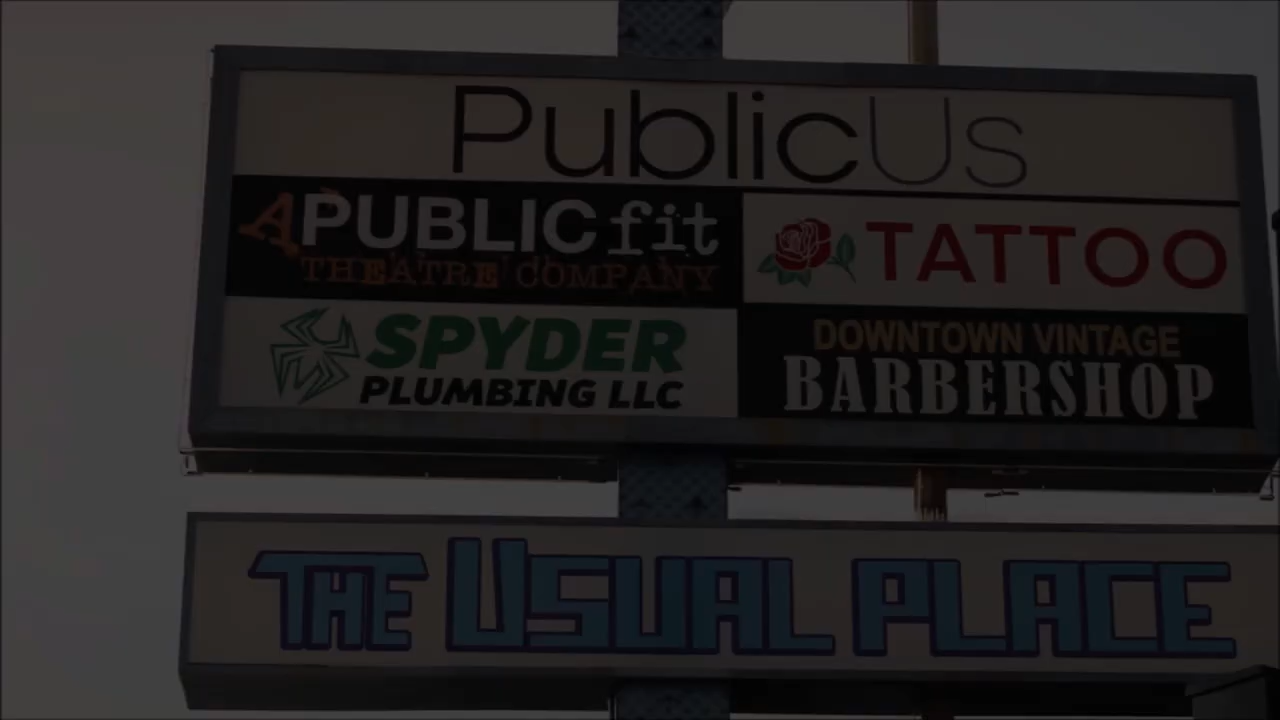 PublicUs
A PUBLIC fit
THEATRE COMPANY
TATTOO
SPYDER
PLUMBING LLC
DOWNTOWN VINTAGE
BARBERSHOP
THE USUAL PLACE